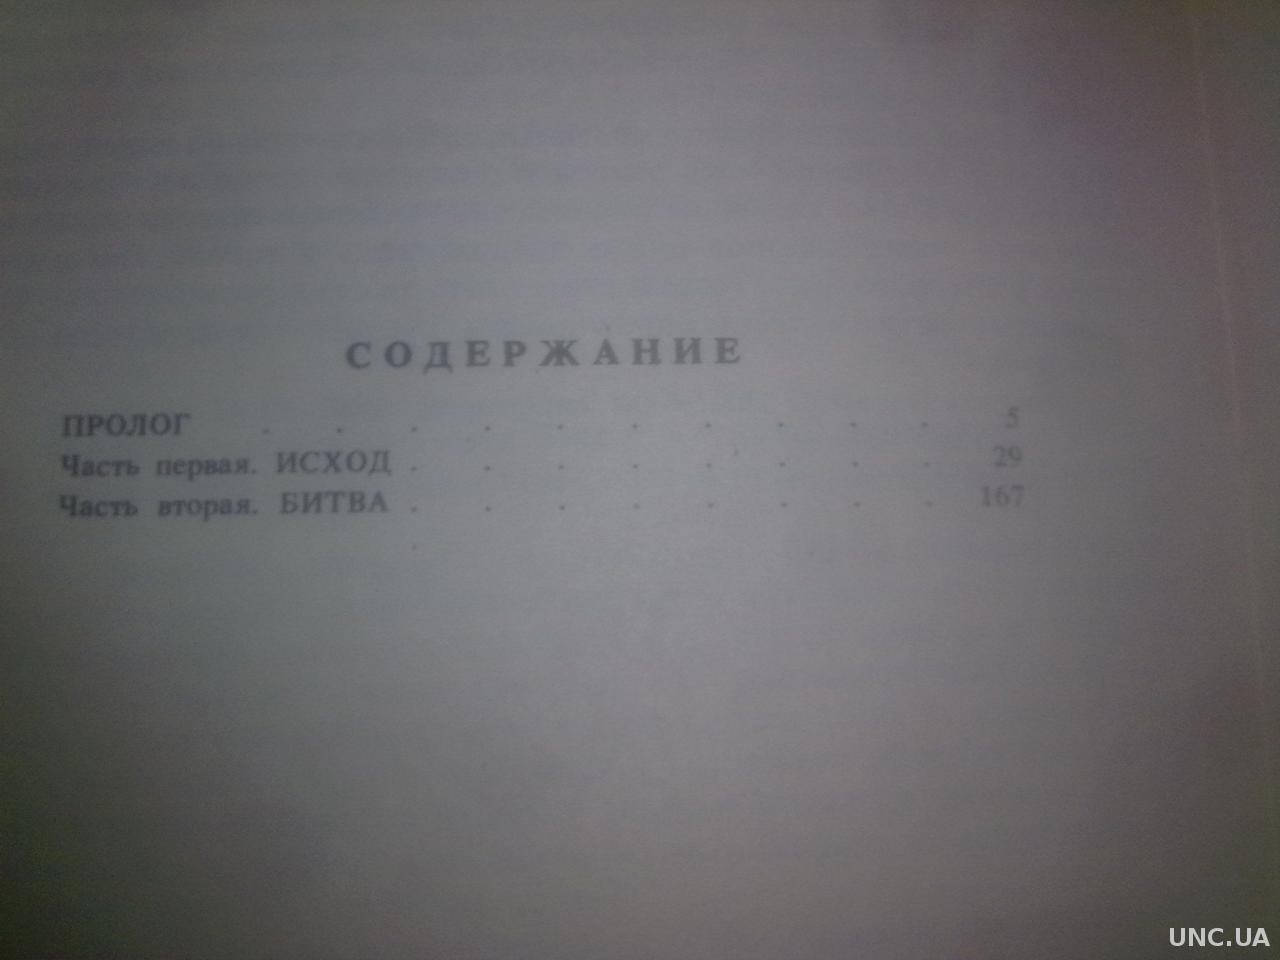 СОДЕРЖАНИЕ
ПРОЛОГ . . . . . . . . . . 5
Часть первая. ИСХОД . . . . . . . . 29
Часть вторая. БИТВА . . . . . . . . 167
UNC.UA